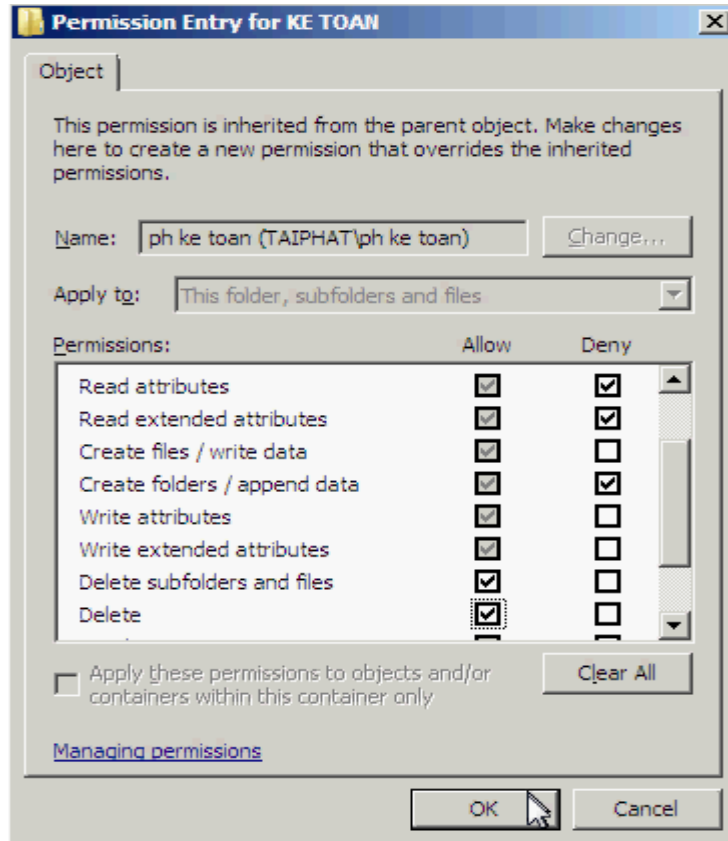 Permission Entry for KE TOAN
Object
This permission is inherited from the parent object. Make changes
here to create a new permission that overrides the inherited
permissions.
Name: ph ke toan (TAIPHAT\ph ke toan) Change...
Apply to: This folder, subfolders and files
Permissions: Allow Deny
Read attributes
Read extended attributes
Create files / write data
Create folders / append data
Write attributes
Write extended attributes
Delete subfolders and files
Delete
Apply these permissions to objects and/or
containers within this container only
Clear All
Managing permissions
OK Cancel